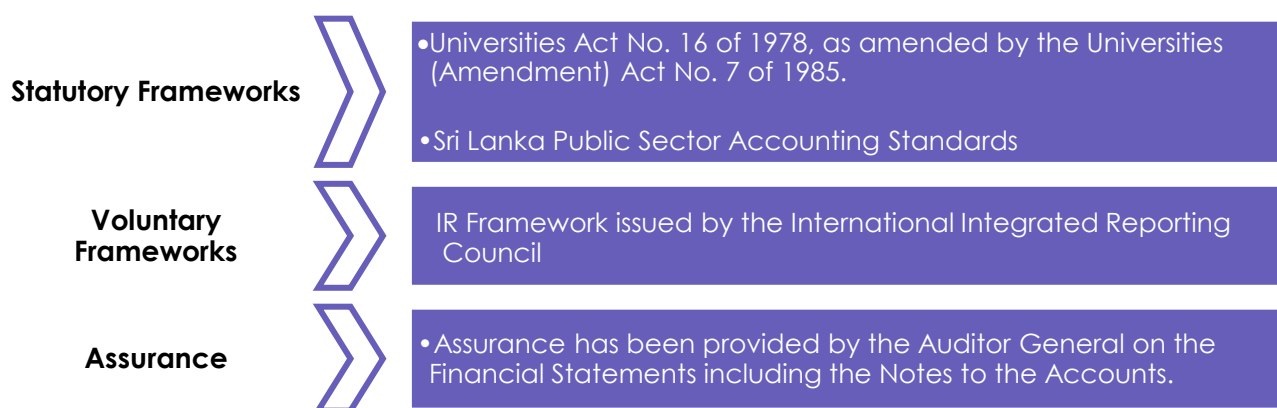 Statutory Frameworks
•Universities Act No. 16 of 1978, as amended by the Universities
(Amendment) Act No. 7 of 1985.
•Sri Lanka Public Sector Accounting Standards
Voluntary
Frameworks
IR Framework issued by the International Integrated Reporting
Council
Assurance
•Assurance has been provided by the Auditor General on the
Financial Statements including the Notes to the Accounts.